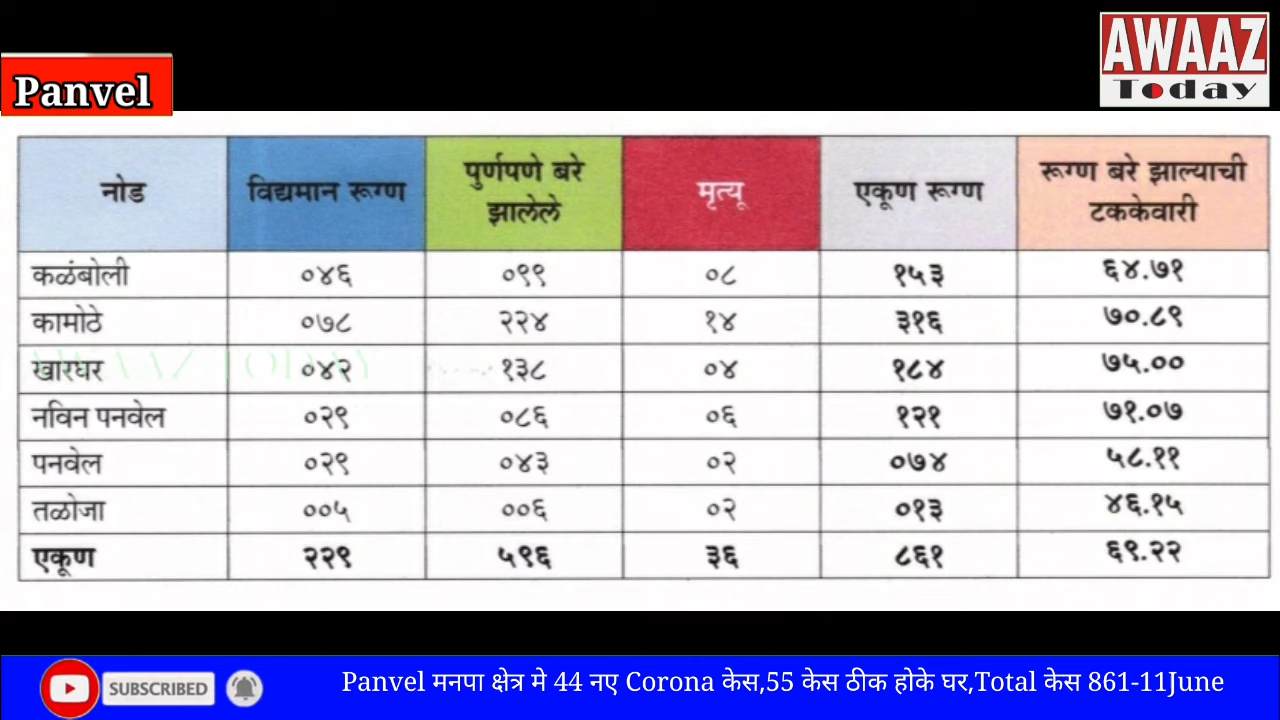 AWAAZ
Today
Panvel
नोड विद्यमान रूग्ण पुर्णपणे बरे झालेले मृत्यू एकूण रूग्ण रूग्ण बरे झाल्याची टक्केवारी
कळंबोली ०४६ ०९९ ०८ १५३ ६४.७१
कामोठे ०७८ २२४ १४ ३१६ ७०.८९
खारघर ०४२ १३८ ०४ १८४ ७५.००
नविन पनवेल ०२९ ०८६ ०६ १२१ ७१.०७
पनवेल ०२९ ०४३ ०२ ०७४ ५८.११
तळोजा ००५ ००६ ०२ ०१३ ४६.१५
एकूण २२९ ५९६ ३६ ८६१ ६९.२२
SUBSCRIBED
Panvel मनपा क्षेत्र मे 44 नए Corona केस,55 केस ठीक होके घर,Total केस 861-11June